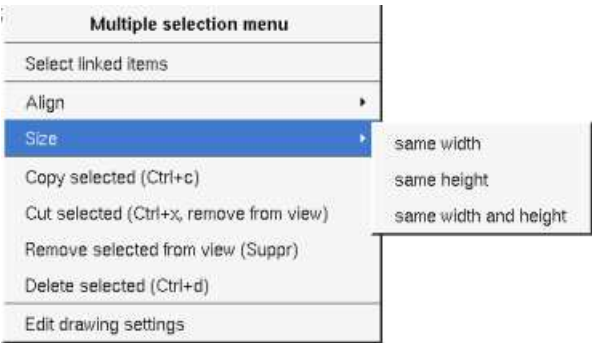 Multiple selection menu
Select linked items
Align
Size
same width
same height
same width and height
Copy selected (Ctrl+c)
Cut selected (Ctrl+x, remove from view)
Remove selected from view (Suppr)
Delete selected (Ctrl+d)
Edit drawing settings